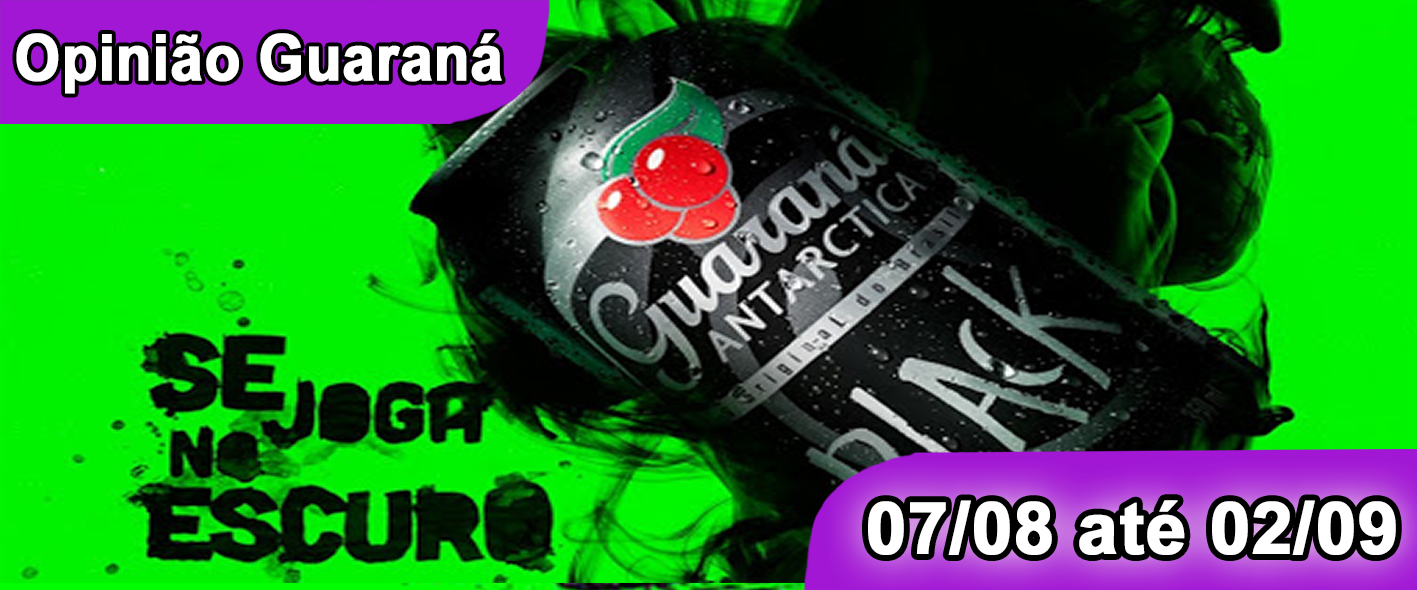 Opinião Guaraná
Guaraná
ANTARCTICA
Original do Brasil
BLACK
SE JOGA
NO
ESCURO
07/08 até 02/09